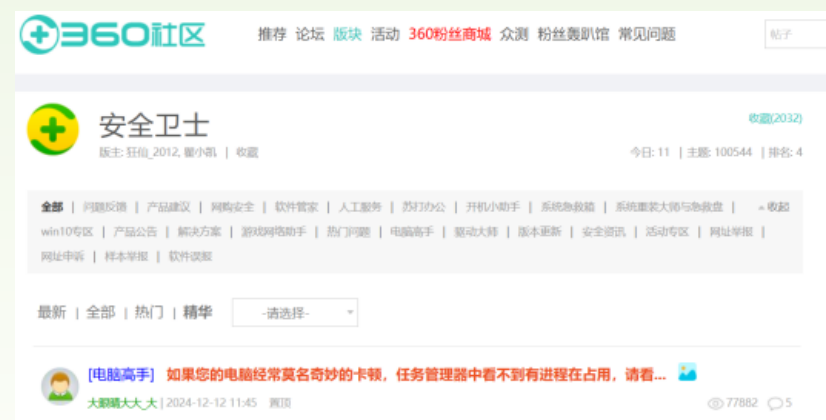 360社区 推荐 论坛 版块 活动 360粉丝商城 众测 粉丝轰趴馆 常见问题 帖子
安全卫士 收藏(2032)
版主: 狂仙_2012, 翟小凯 | 收藏 今日: 11 | 主题: 100544 | 排名: 4
全部 | 问题反馈 | 产品建议 | 网购安全 | 软件管家 | 人工服务 | 苏打办公 | 开机小助手 | 系统急救箱 | 系统重装大师与急救盘 | 收起
win10专区 | 产品公告 | 解决方案 | 游戏网络助手 | 热门问题 | 电脑高手 | 驱动大师 | 版本更新 | 安全资讯 | 活动专区 | 网址举报 |
网址申诉 | 样本举报 | 软件误报
最新 | 全部 | 热门 | 精华 -请选择-
[电脑高手] 如果您的电脑经常莫名奇妙的卡顿，任务管理器中看不到有进程在占用，请看...
大眼睛大大_大 | 2024-12-12 11:45 置顶 77882 5